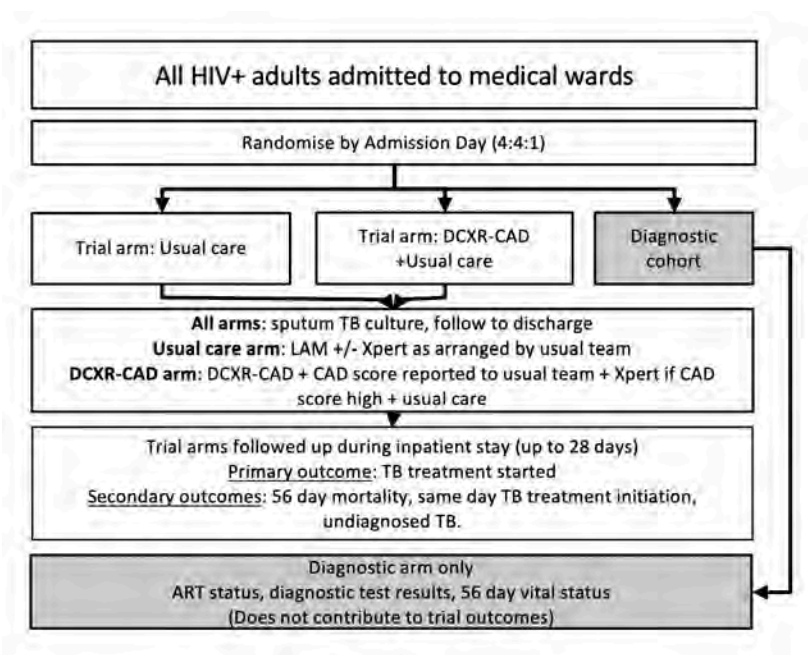 All HIV+ adults admitted to medical wards
Randomise by Admission Day (4:4:1)
Trial arm: Usual care
Trial arm: DCXR-CAD
+Usual care
Diagnostic
cohort
All arms: sputum TB culture, follow to discharge
Usual care arm: LAM +/- Xpert as arranged by usual team
DCXR-CAD arm: DCXR-CAD + CAD score reported to usual team + Xpert if CAD
score high + usual care
Trial arms followed up during inpatient stay (up to 28 days)
Primary outcome: TB treatment started
Secondary outcomes: 56 day mortality, same day TB treatment initiation,
undiagnosed TB.
Diagnostic arm only
ART status, diagnostic test results, 56 day vital status
(Does not contribute to trial outcomes)